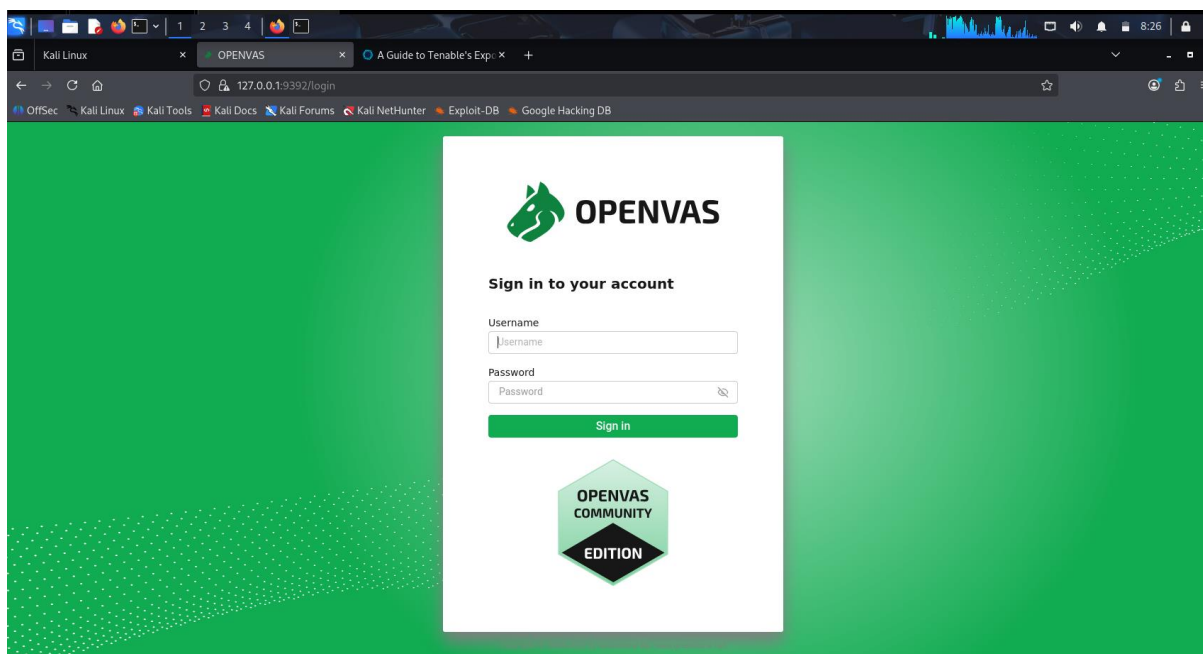 1 2 3 4 8:26
Kali Linux × OPENVAS × A Guide to Tenable's Expo × +
127.0.0.1:9392/login
OffSec Kali Linux Kali Tools Kali Docs Kali Forums Kali NetHunter Exploit-DB Google Hacking DB
OPENVAS
Sign in to your account
Username
Username
Password
Password
Sign in
OPENVAS
COMMUNITY
EDITION